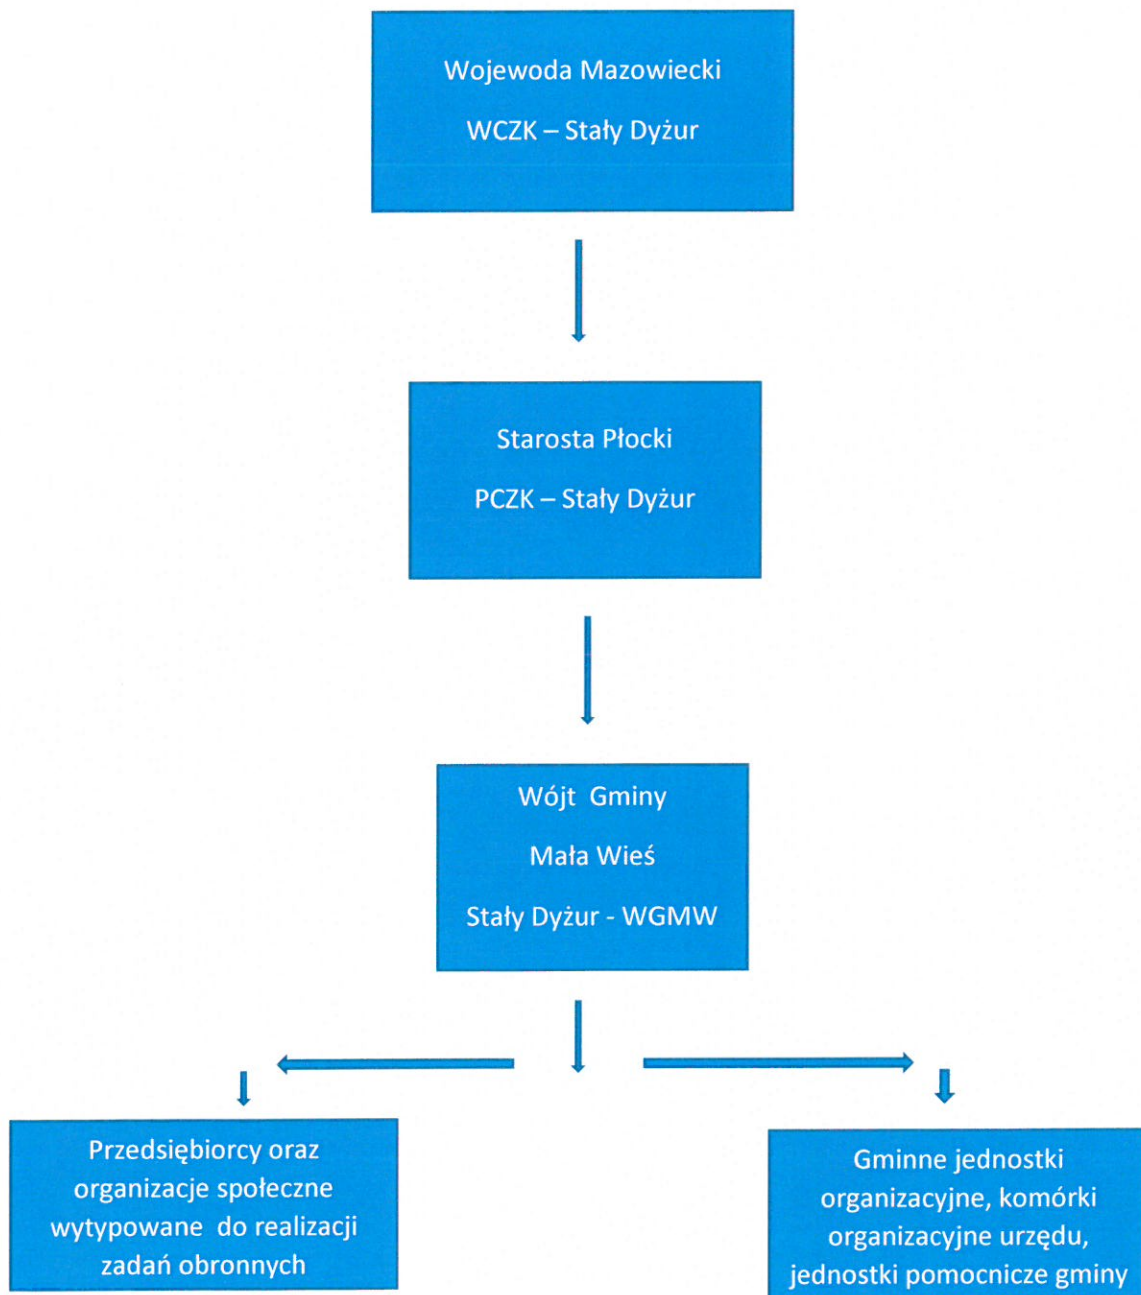 Wojewoda Mazowiecki
WCZK – Stały Dyżur
Starosta Płocki
PCZK – Stały Dyżur
Wójt  Gminy
Mała Wieś
Stały Dyżur - WGMW
Przedsiębiorcy oraz
organizacje społeczne
wytypowane  do realizacji
zadań obronnych
Gminne jednostki
organizacyjne, komórki
organizacyjne urzędu,
jednostki pomocnicze gminy